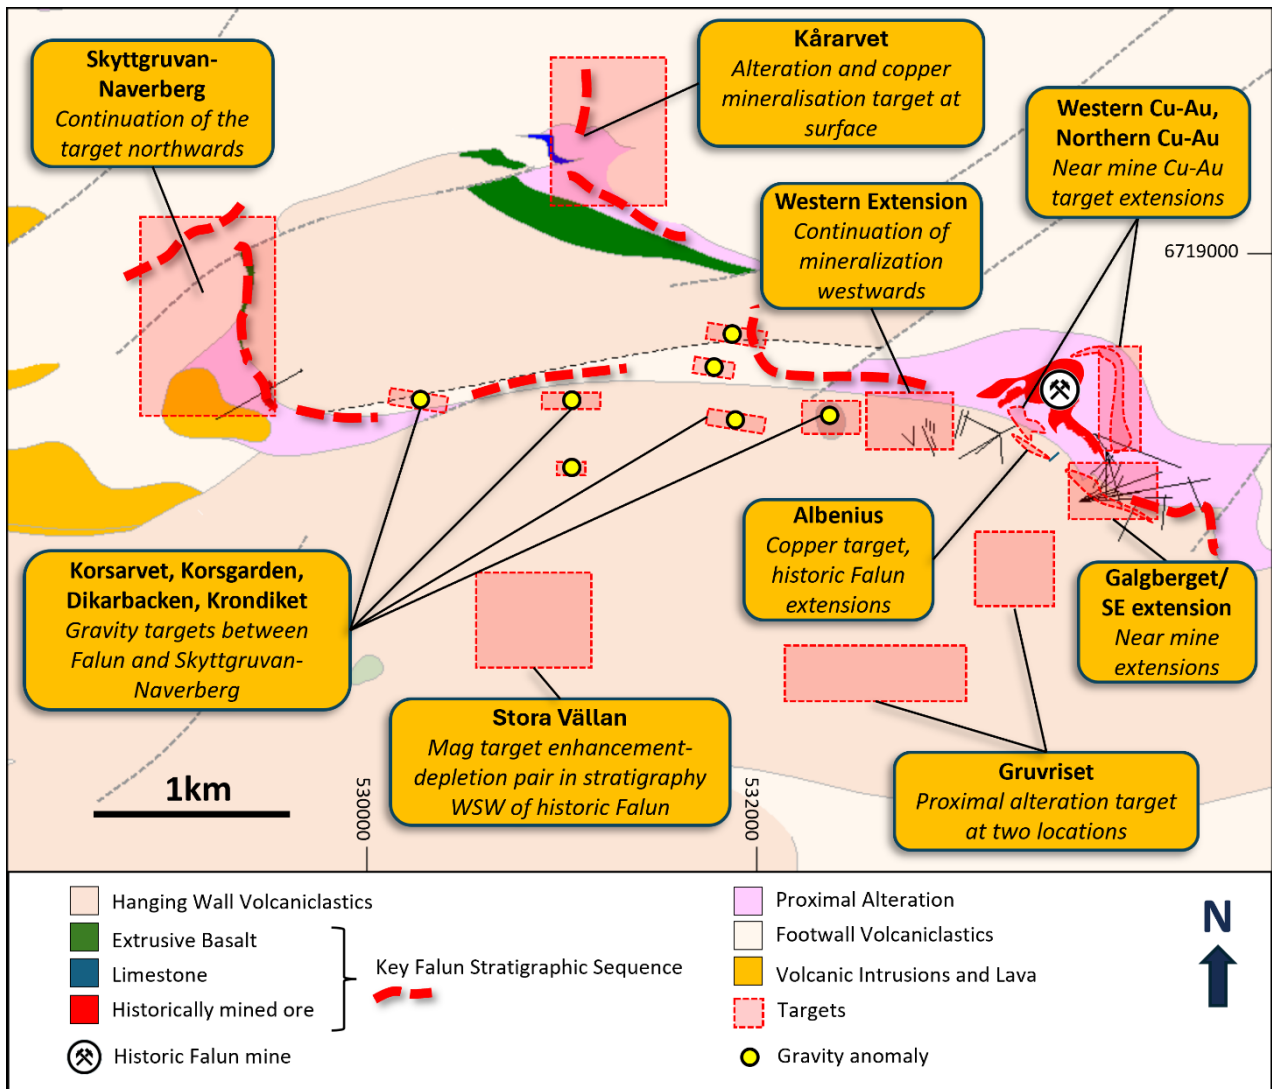 Skyttgruvan-
Naverberg
Continuation of the
target northwards
Kårarvet
Alteration and copper
mineralisation target at
surface
Western Cu-Au,
Northern Cu-Au
Near mine Cu-Au
target extensions
Western Extension
Continuation of
mineralization
westwards
6719000
Korsarvet, Korsgarden,
Dikarbacken, Krondiket
Gravity targets between
Falun and Skyttgruvan-
Naverberg
Albenius
Copper target,
historic Falun
extensions
Galgberget/
SE extension
Near mine
extensions
Stora Vällan
Mag target enhancement-
depletion pair in stratigraphy
WSW of historic Falun
Gruvriset
Proximal alteration target
at two locations
1km
530000
532000
Hanging Wall Volcaniclastics
Extrusive Basalt
Limestone
Historically mined ore
Historic Falun mine
Key Falun Stratigraphic Sequence
Proximal Alteration
Footwall Volcaniclastics
Volcanic Intrusions and Lava
Targets
Gravity anomaly
N